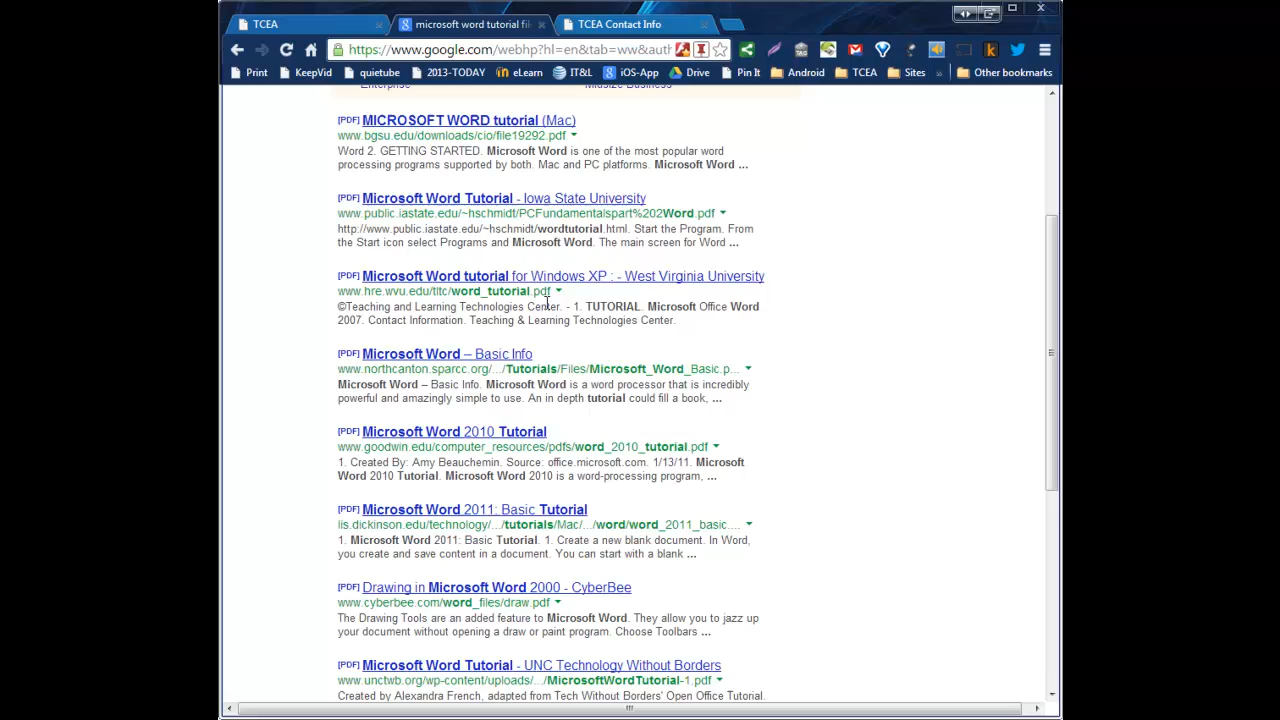 TCEA
microsoft word tutorial fil
TCEA Contact Info
https://www.google.com/webhp?hl=en&tab=ww&auth
Print KeepVid quietube 2013-TODAY eLearn IT&L iOS-App Drive Pin It Android TCEA Sites » Other bookmarks
Enterprise Midsize Business
[PDF] MICROSOFT WORD tutorial (Mac)
www.bgsu.edu/downloads/cio/file19292.pdf
Word 2. GETTING STARTED. Microsoft Word is one of the most popular word
processing programs supported by both. Mac and PC platforms. Microsoft Word ...
[PDF] Microsoft Word Tutorial - Iowa State University
www.public.iastate.edu/~hschmidt/PCFundamentalspart%202Word.pdf
http://www.public.iastate.edu/~hschmidt/wordtutorial.html. Start the Program. From
the Start icon select Programs and Microsoft Word. The main screen for Word ...
[PDF] Microsoft Word tutorial for Windows XP : - West Virginia University
www.hre.wvu.edu/tltc/word_tutorial.pdf
©Teaching and Learning Technologies Center. - 1. TUTORIAL. Microsoft Office Word
2007. Contact Information. Teaching & Learning Technologies Center.
[PDF] Microsoft Word – Basic Info
www.northcanton.sparcc.org/.../Tutorials/Files/Microsoft_Word_Basic.p...
Microsoft Word – Basic Info. Microsoft Word is a word processor that is incredibly
powerful and amazingly simple to use. An in depth tutorial could fill a book, ...
[PDF] Microsoft Word 2010 Tutorial
www.goodwin.edu/computer_resources/pdfs/word_2010_tutorial.pdf
1. Created By: Amy Beauchemin. Source: office.microsoft.com. 1/13/11. Microsoft
Word 2010 Tutorial. Microsoft Word 2010 is a word-processing program, ...
[PDF] Microsoft Word 2011: Basic Tutorial
lis.dickinson.edu/technology/.../tutorials/Mac/.../word/word_2011_basic....
1. Microsoft Word 2011: Basic Tutorial. 1. Create a new blank document. In Word,
you create and save content in a document. You can start with a blank ...
[PDF] Drawing in Microsoft Word 2000 - CyberBee
www.cyberbee.com/word_files/draw.pdf
The Drawing Tools are an added feature to Microsoft Word. They allow you to jazz up
your document without opening a draw or paint program. Choose Toolbars ...
[PDF] Microsoft Word Tutorial - UNC Technology Without Borders
www.unctwb.org/wp-content/uploads/.../MicrosoftWordTutorial-1.pdf
Created by Alexandra French, adapted from Tech Without Borders' Open Office Tutorial.